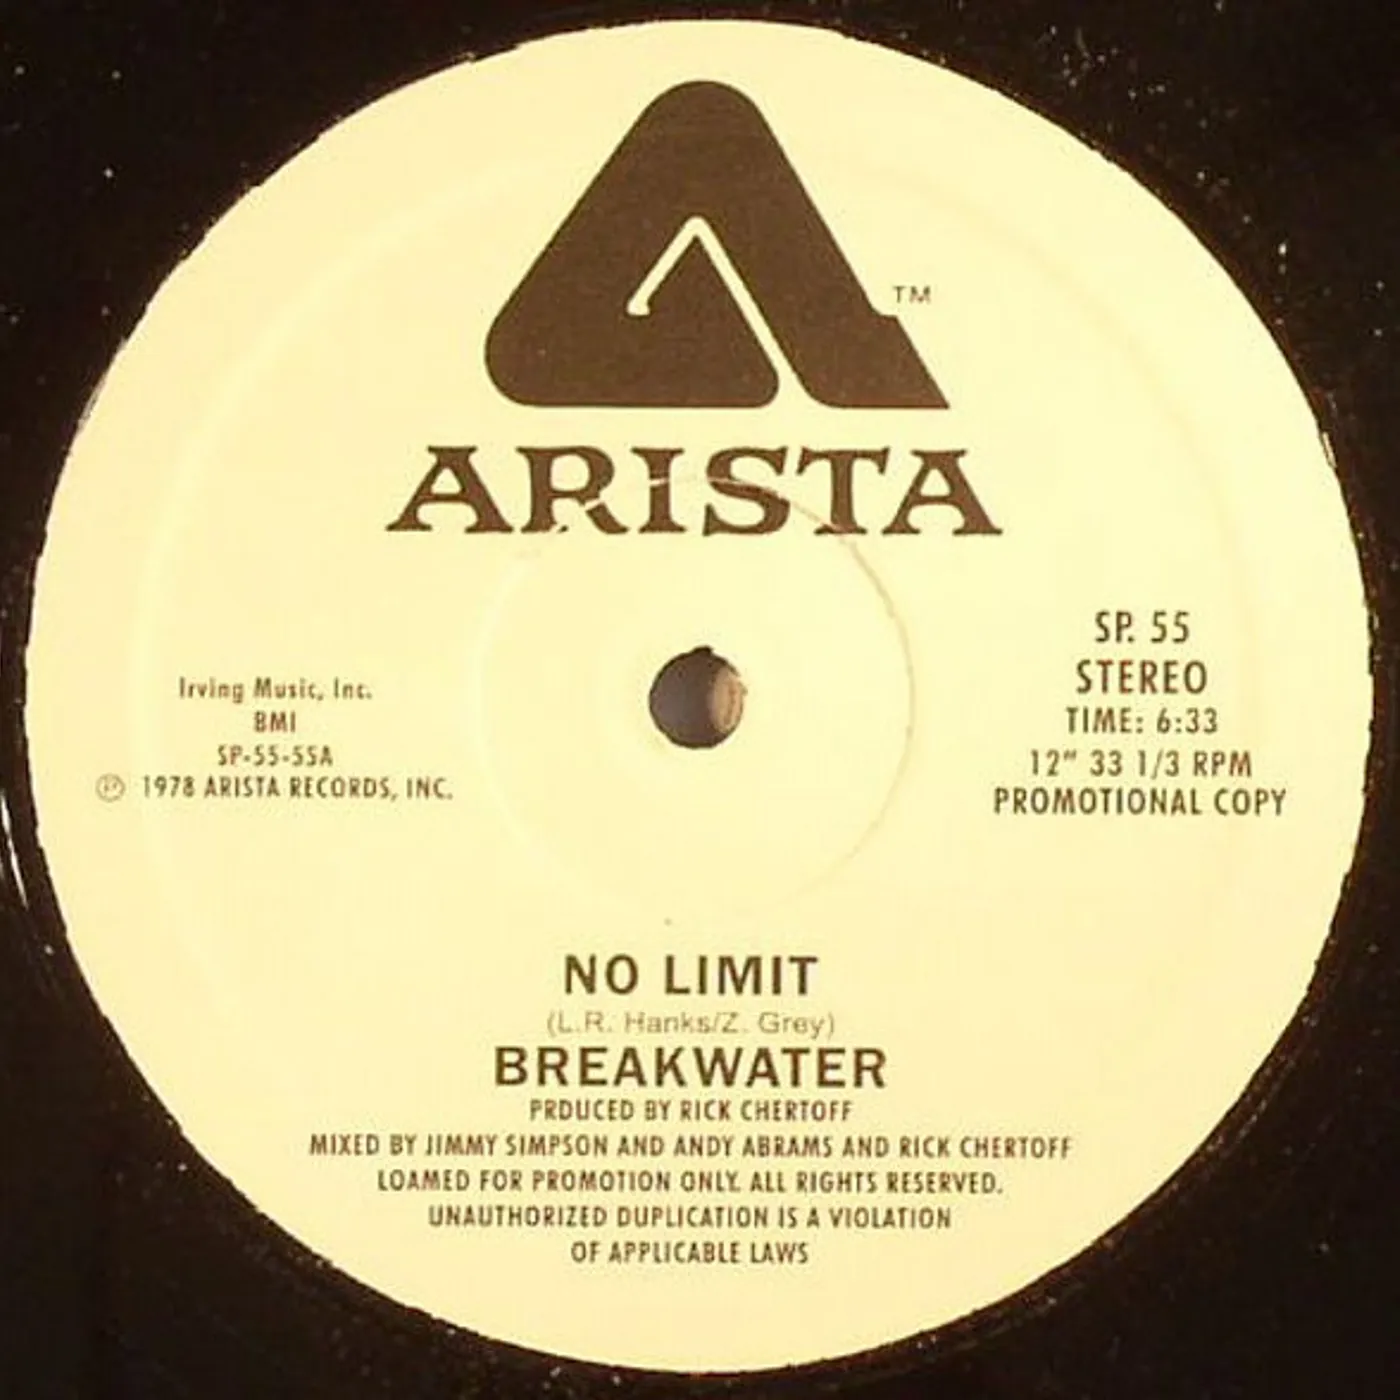 TM
ARISTA
SP. 55
STEREO
TIME: 6:33
12" 33 1/3 RPM
PROMOTIONAL COPY
Irving Music, Inc.
BMI
SP-55-55A
℗ 1978 ARISTA RECORDS, INC.
NO LIMIT
(L.R. Hanks/Z. Grey)
BREAKWATER
PRDUCED BY RICK CHERTOFF
MIXED BY JIMMY SIMPSON AND ANDY ABRAMS AND RICK CHERTOFF
LOAMED FOR PROMOTION ONLY. ALL RIGHTS RESERVED.
UNAUTHORIZED DUPLICATION IS A VIOLATION
OF APPLICABLE LAWS